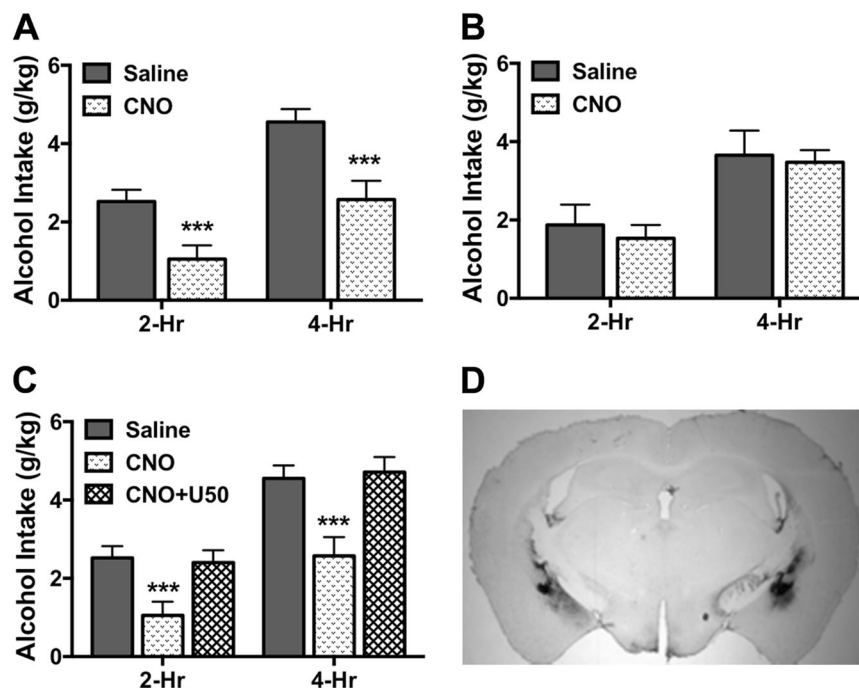 A
Alcohol Intake (g/kg)
6
4
2
0
Saline
CNO
***
***
2-Hr
4-Hr
B
Alcohol Intake (g/kg)
6
4
2
0
Saline
CNO
2-Hr
4-Hr
C
Alcohol Intake (g/kg)
6
4
2
0
Saline
CNO
CNO+U50
***
***
2-Hr
4-Hr
D